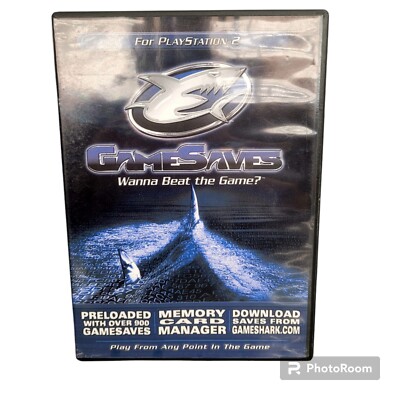 For PlayStation 2
GameSaves
Wanna Beat the Game?™
PRELOADED
WITH OVER 900
GAMESAVES
MEMORY
CARD
MANAGER
DOWNLOAD
SAVES FROM
GAMESHARK.COM
Play From Any Point In The Game
PhotoRoom